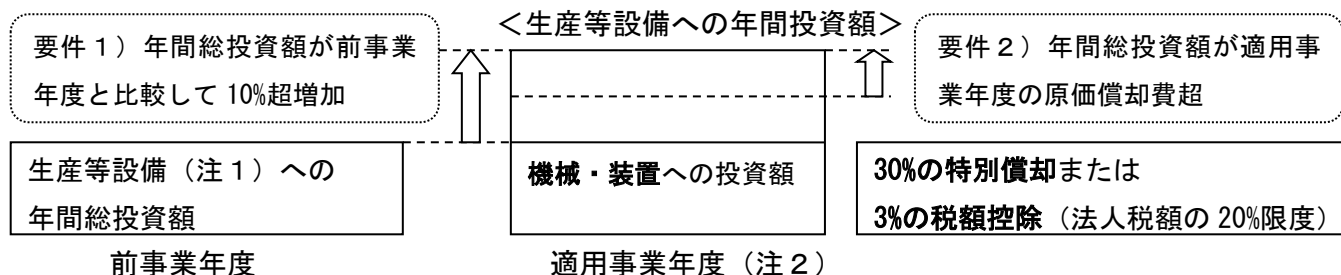 ＜生産等設備への年間投資額＞
要件１）年間総投資額が前事業
年度と比較して 10%超増加
要件２）年間総投資額が適用事
業年度の原価償却費超
生産等設備（注１）への
年間総投資額
機械・装置への投資額
30%の特別償却または
3%の税額控除（法人税額の 20%限度）
前事業年度
適用事業年度（注２）